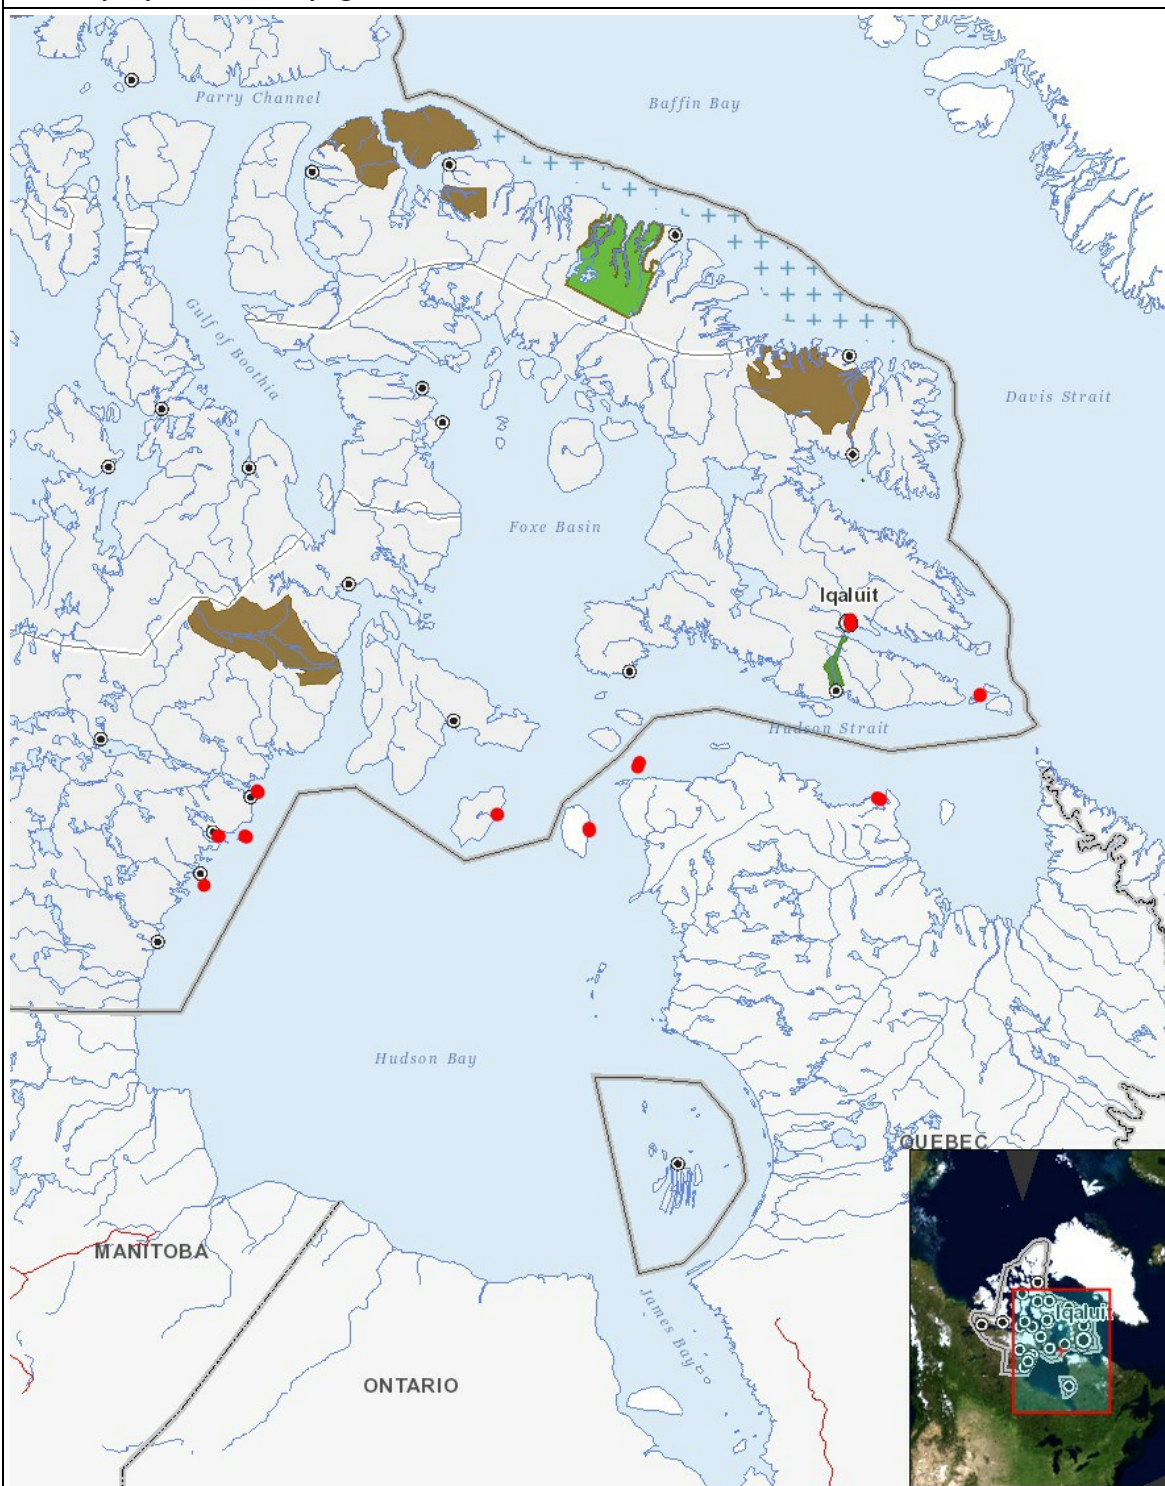 Parry Channel
Baffin Bay
Gulf of Boothia
Davis Strait
Foxe Basin
Iqaluit
Hudson Strait
Hudson Bay
QUEBEC
MANITOBA
James Bay
ONTARIO
Iqaluit